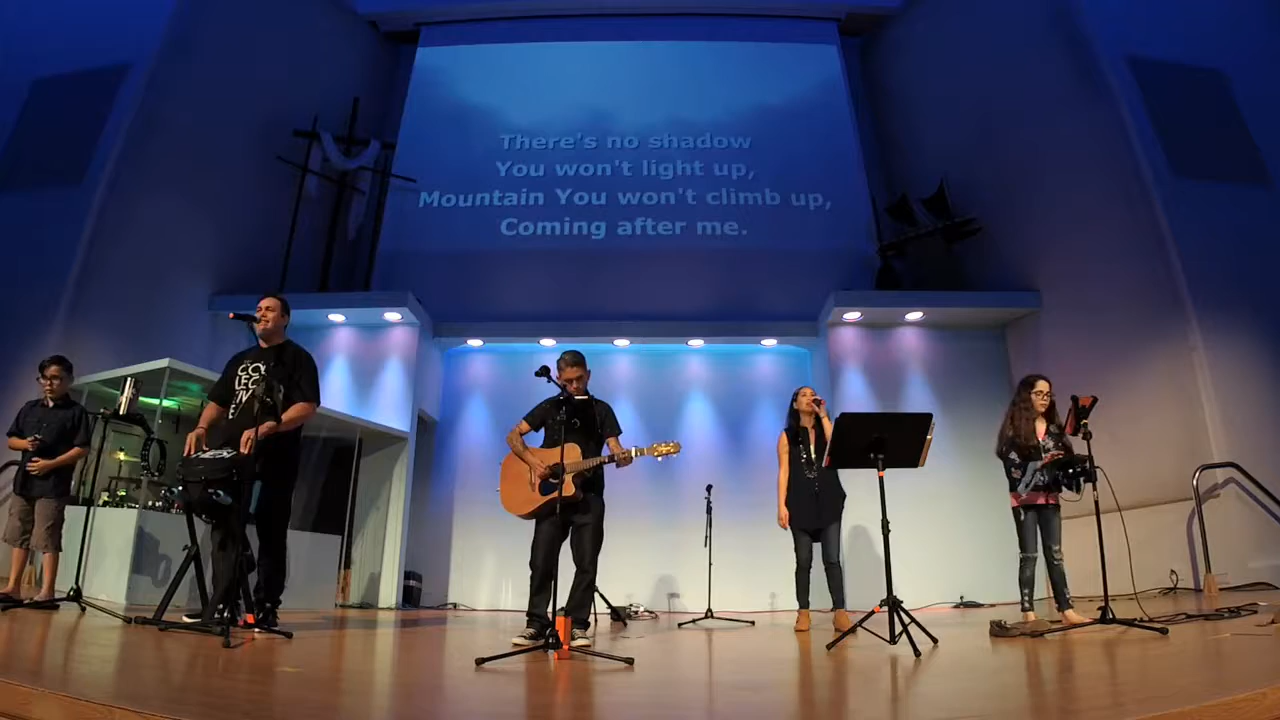 There's no shadow
You won't light up,
Mountain You won't climb up,
Coming after me.